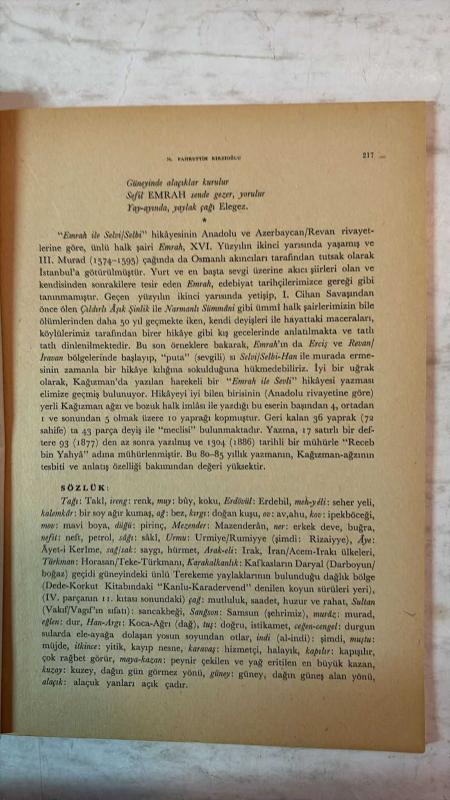 M. FAHRETTİN KIRZIOĞLU 217
Güneyinde alaçıklar kurulur
Sefil EMRAH sende gezer, yorulur
Yay-ayında, yaylak çağı Elegez.
*
"Emrah ile Selvi/Selbi" hikâyesinin Anadolu ve Azerbaycan/Revan rivayet-
lerine göre, ünlü halk şairi Emrah, XVI. Yüzyılın ikinci yarısında yaşamış ve
III. Murad (1574-1595) çağında da Osmanlı akıncıları tarafından tutsak olarak
İstanbul'a götürülmüştür. Yurt ve en başta sevgi üzerine akıcı şiirleri olan ve
kendisinden sonrakilere tesir eden Emrah, edebiyat tarihçilerimizce gereği gibi
tanınmamıştır. Geçen yüzyılın ikinci yarısında yetişip, I. Cihan Savaşından
önce ölen Çıldırlı Âşık Şinlik ile Narmanlı Sümmânî gibi ümmî halk şairlerimizin bile
ölümlerinden daha 50 yıl geçmekte iken, kendi deyişleri ile hâyattaki maceraları,
köylülerimiz tarafından birer hikâye gibi kış gecelerinde anlatılmakta ve tatlı
tatlı dinlenilmektedir. Bu son örneklere bakarak, Emrah'ın da Erciş ve Revan/
İravan bölgelerinde başlayıp, "puta" (sevgili) sı Selvi/Selbi-Han ile murada erme-
sinin zamanla bir hikâye kılığına sokulduğuna hükmedebiliriz. İyi bir uğrak
olarak, Kağızman'da yazılan harekeli bir "Emrah ile Sevli" hikâyesi yazması
elimize geçmiş bulunuyor. Hikâyeyi iyi bilen birisinin (Anadolu rivayetine göre)
yerli Kağızman ağzı ve bozuk halk imlâsı ile yazdığı bu eserin başından 4, ortadan
1 ve sonundan 5 olmak üzere 10 yaprağı kopmuştur. Geri kalan 36 yaprak (72
sahife) ta 43 parça deyiş ile "meclisi" bulunmaktadır. Yazma, 17 satırlı bir def-
tere 93 (1877) den az sonra yazılmış ve 1304 (1886) tarihli bir mühürle "Receb
bin Yahyâ" adına mühürlenmiştir. Bu 80-85 yıllık yazmanın, Kağızman-ağzının
tesbiti ve anlatış özelliği bakımından değeri yüksektir.
SÖZLÜK:
Tağı: Takî, ireng: renk, muy: bûy, koku, Erdövül: Erdebil, meh-yêli: seher yeli,
kalemkâr: bir soy ağır kumaş, ağ: bez, kırgı: doğan kuşu, ov: av,ahu, kov: ipekböceği,
mov: mavi boya, düğü: pirinç, Mezender: Mazenderân, ner: erkek deve, buğra,
nefit: neft, petrol, sâğı: sâkî, Urmu: Urmiye/Rumiyye (şimdi: Rizaiyye), Âye:
Âyet-i Kerîme, sağ/sak: saygı, hürmet, Arak-eli: Irak, İran/Acem-Irakı ülkeleri,
Türkman: Horasan/Teke-Türkmanı, Karakalkanlık: Kafkasların Daryal (Darboyun/
boğaz) geçidi güneyindeki ünlü Terekeme yaylaklarının bulunduğu dağlık bölge
(Dede-Korkut Kitabındaki "Kanlu-Karadervend" denilen koyun sürüleri yeri),
(IV. parçanın 11. kıtası sonundaki) çağ: mutluluk, saadet, huzur ve rahat, Sultan
(Vakıf/Vagıf'ın sıfatı): sancakbeği, Sanğson: Samsun (şehrimiz), murâz: murad,
eğlen: dur, Han-Argı: Koca-Ağrı (dağ), tuş: doğru, istikamet, ceğen-cengel: durgun
sularda ele-ayağa dolaşan yosun soyundan otlar, indi (al-indi): şimdi, muştu:
müjde, itkince: yitik, kayıp nesne, karavaş: hizmetçi, halayık, kapılır: kapışılır,
çok rağbet görür, maya-kazan: peynir çekilen ve yağ eritilen en büyük kazan,
kuzay: kuzey, dağın gün görmez yönü, güney: güney, dağın güneş alan yönü,
alaçık: alaçuk yanları açık çadır.